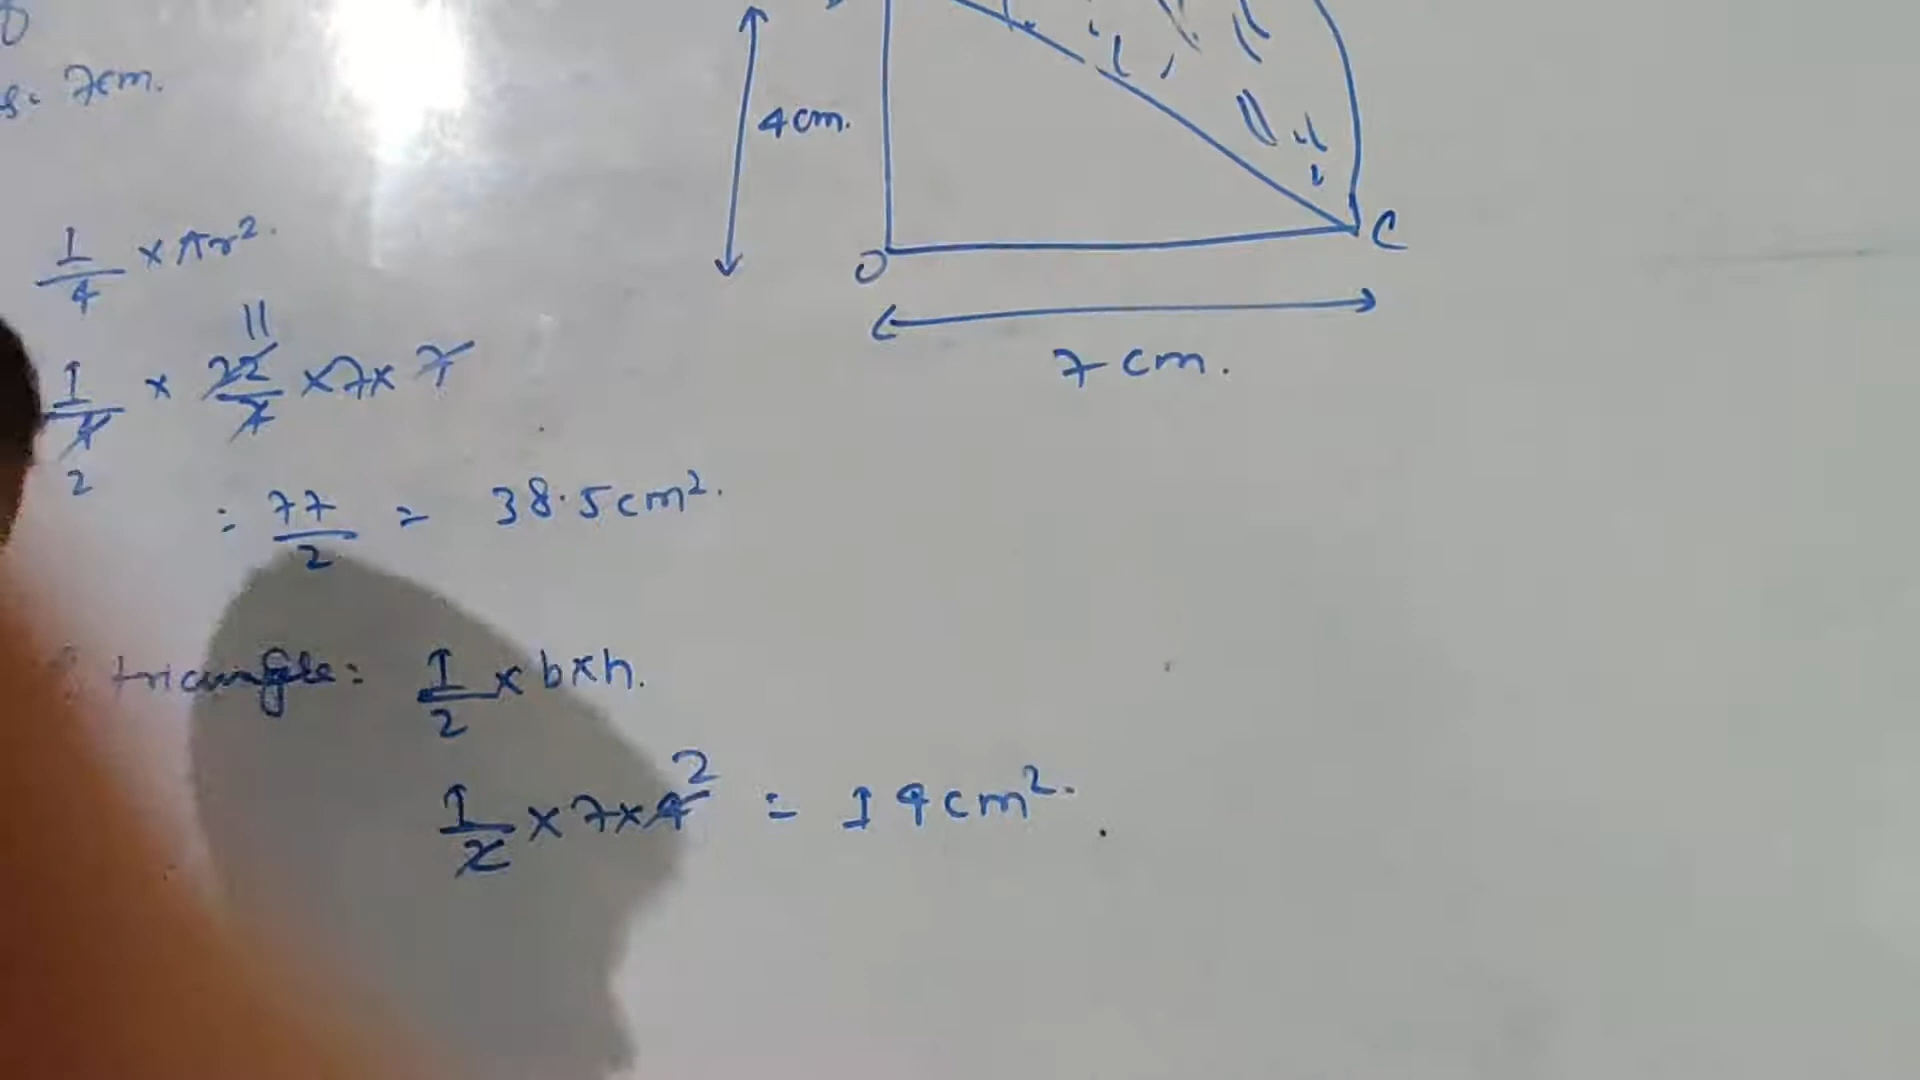 7cm.
4cm.
1/4 × πr².
O
C
11
1/4 × 22/7 × 7 × 7
2
7 cm.
= 77/2 = 38.5cm².
triangle: 1/2 × b×h.
2
1/2 × 7×4 = 14cm².